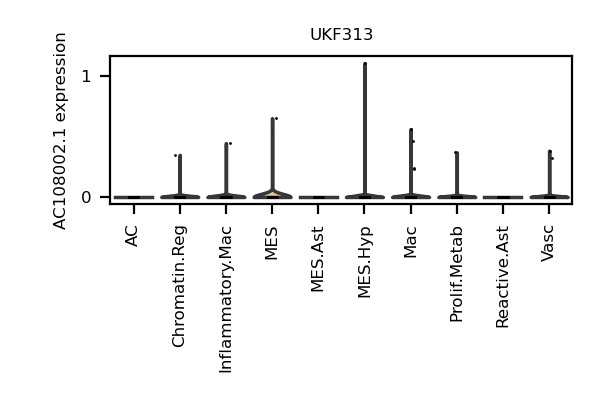 UKF313
AC108002.1 expression
1
0
AC
Chromatin.Reg
Inflammatory.Mac
MES
MES.Ast
MES.Hyp
Mac
Prolif.Metab
Reactive.Ast
Vasc